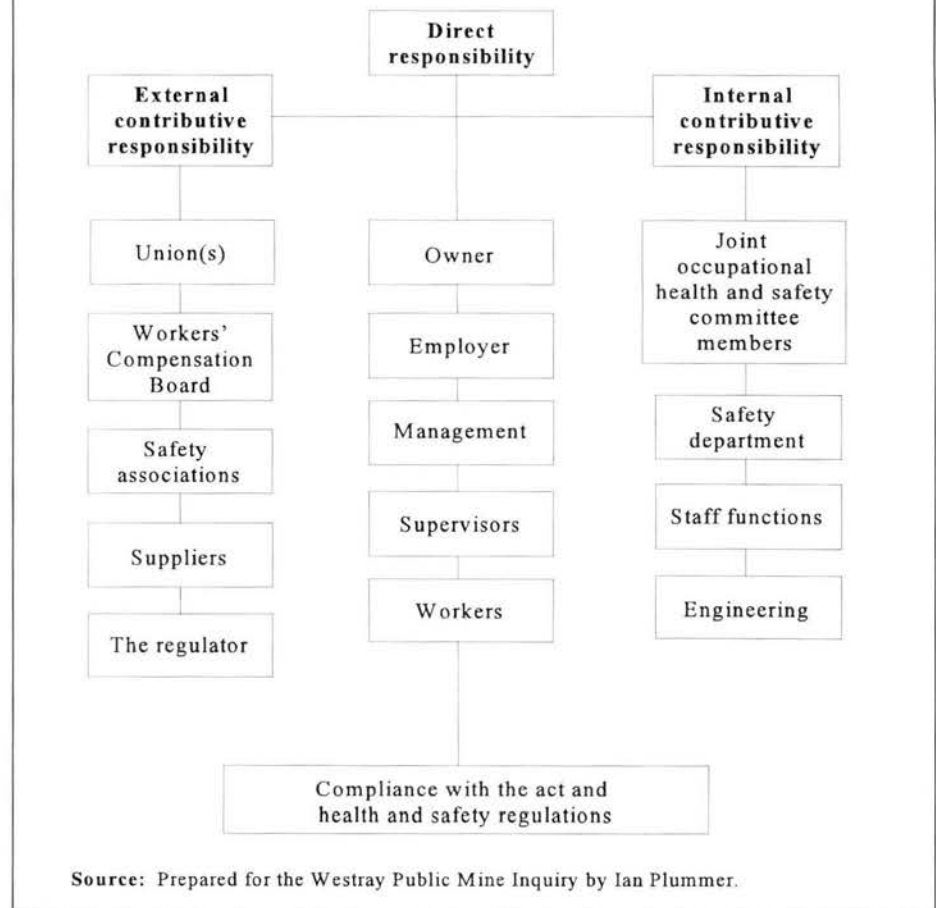 Direct
responsibility
External
contributive
responsibility
Internal
contributive
responsibility
Union(s)
Workers'
Compensation
Board
Safety
associations
Suppliers
The regulator
Owner
Employer
Management
Supervisors
Workers
Joint
occupational
health and safety
committee
members
Safety
department
Staff functions
Engineering
Compliance with the act and
health and safety regulations
Source: Prepared for the Westray Public Mine Inquiry by Ian Plummer.